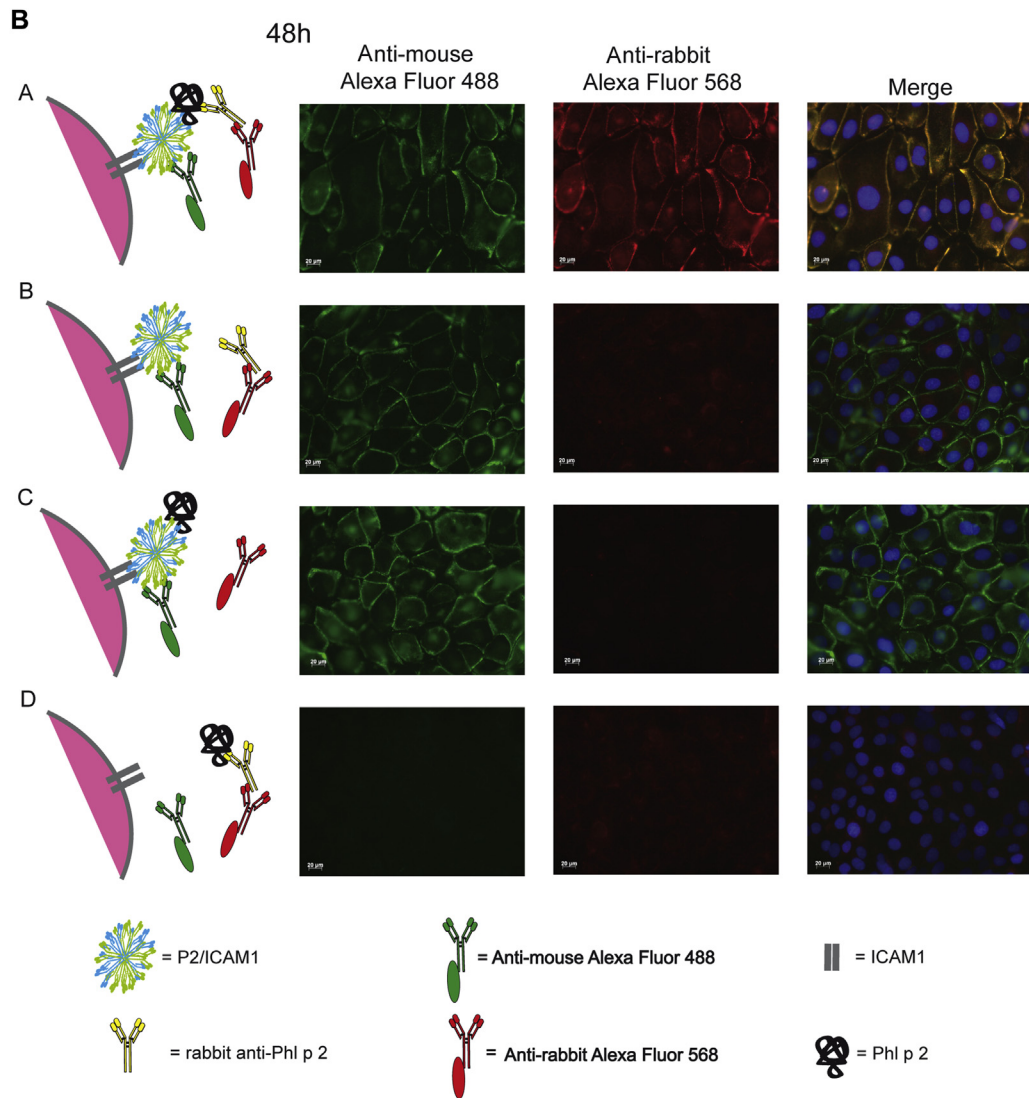 B
48h
Anti-mouse
Alexa Fluor 488
Anti-rabbit
Alexa Fluor 568
Merge
A
20 µm
20 µm
20 µm
B
20 µm
20 µm
20 µm
C
20 µm
20 µm
20 µm
D
20 µm
20 µm
20 µm
= P2/ICAM1
= Anti-mouse Alexa Fluor 488
= ICAM1
= rabbit anti-Phl p 2
= Anti-rabbit Alexa Fluor 568
= Phl p 2